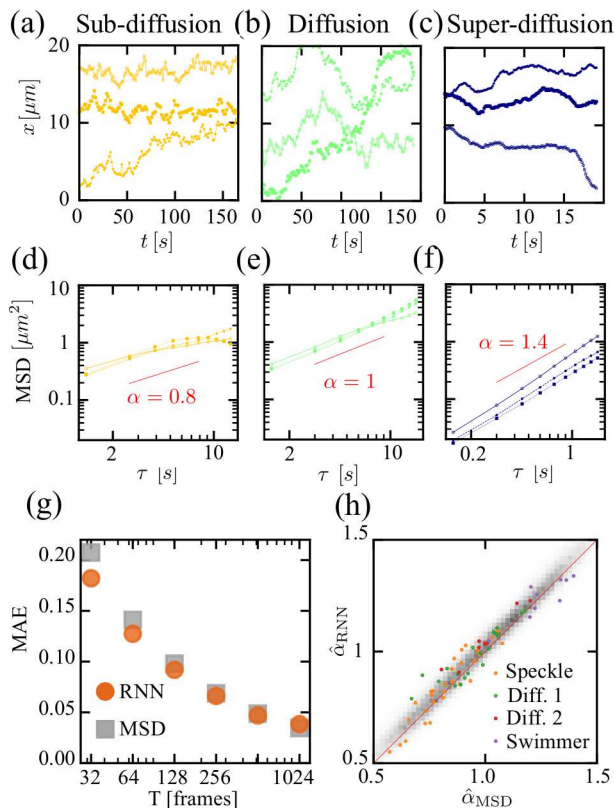 (a) Sub-diffusion (b) Diffusion (c) Super-diffusion
20
10
0
x [μm]
0 50 100 150 0 50 100 150 0 5 10 15
t [s] t [s] t [s]
(d) (e) (f)
10
1
0.1
MSD [μm²]
α = 0.8 α = 1 α = 1.4
2 10 2 10 0.2 1
τ [s] τ [s] τ [s]
(g) (h)
0.20
0.15
0.10
0.05
0.00
MAE
RNN
MSD
32 64 128 256 1024
T [frames]
1.5
1.0
0.5
α̂RNN
Speckle
Diff. 1
Diff. 2
Swimmer
0.5 1.0 1.5
α̂MSD